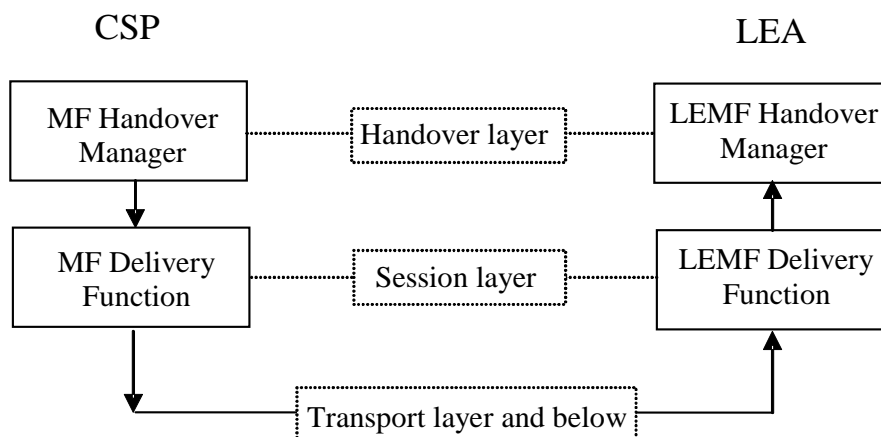 CSP
LEA
MF Handover
Manager
Handover layer
LEMF Handover
Manager
MF Delivery
Function
Session layer
LEMF Delivery
Function
Transport layer and below